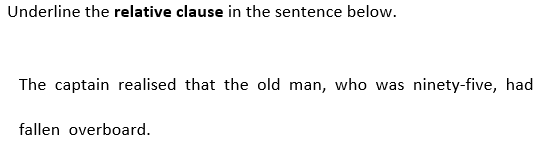 Underline the relative clause in the sentence below.
The captain realised that the old man, who was ninety-five, had
fallen overboard.